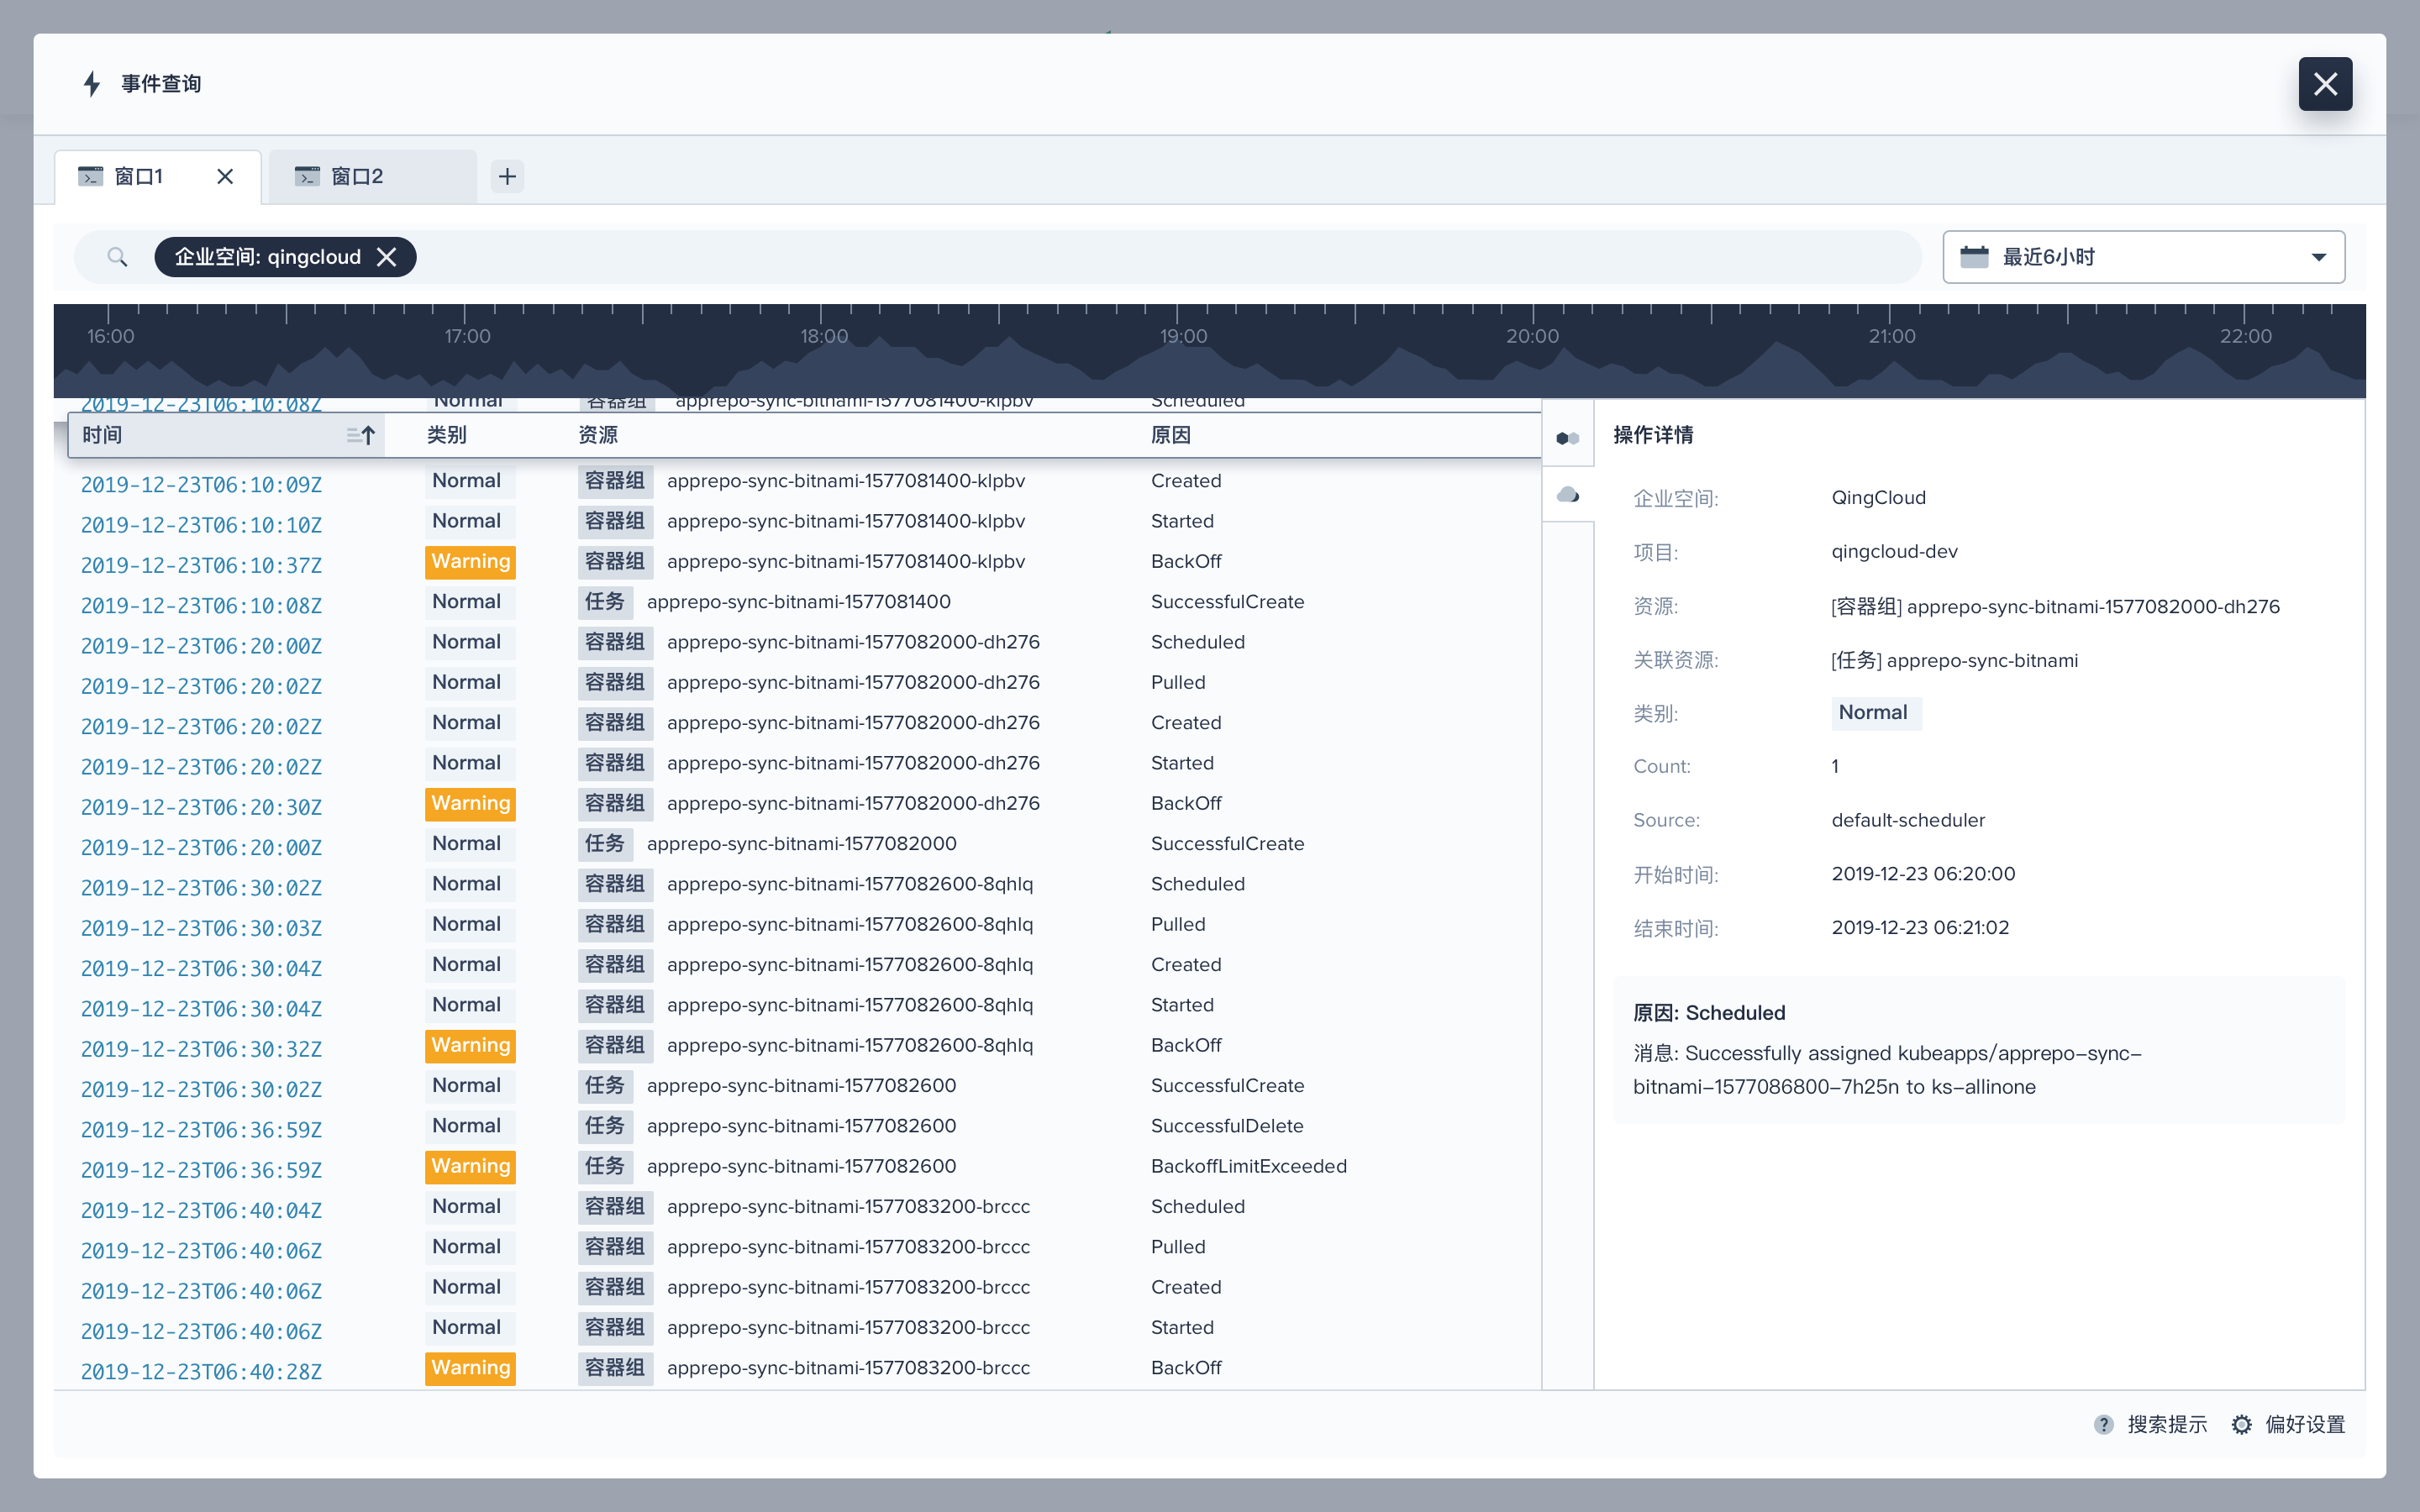 事件查询
窗口1
窗口2
企业空间: qingcloud
最近6小时
16:00 17:00 18:00 19:00 20:00 21:00 22:00
2019-12-23T06:10:08Z Normal 容器组 apprepo-sync-bitnami-1577081400-klpbv Scheduled
时间 类别 资源 原因
2019-12-23T06:10:09Z Normal 容器组 apprepo-sync-bitnami-1577081400-klpbv Created
2019-12-23T06:10:10Z Normal 容器组 apprepo-sync-bitnami-1577081400-klpbv Started
2019-12-23T06:10:37Z Warning 容器组 apprepo-sync-bitnami-1577081400-klpbv BackOff
2019-12-23T06:10:08Z Normal 任务 apprepo-sync-bitnami-1577081400 SuccessfulCreate
2019-12-23T06:20:00Z Normal 容器组 apprepo-sync-bitnami-1577082000-dh276 Scheduled
2019-12-23T06:20:02Z Normal 容器组 apprepo-sync-bitnami-1577082000-dh276 Pulled
2019-12-23T06:20:02Z Normal 容器组 apprepo-sync-bitnami-1577082000-dh276 Created
2019-12-23T06:20:02Z Normal 容器组 apprepo-sync-bitnami-1577082000-dh276 Started
2019-12-23T06:20:30Z Warning 容器组 apprepo-sync-bitnami-1577082000-dh276 BackOff
2019-12-23T06:20:00Z Normal 任务 apprepo-sync-bitnami-1577082000 SuccessfulCreate
2019-12-23T06:30:02Z Normal 容器组 apprepo-sync-bitnami-1577082600-8qhlq Scheduled
2019-12-23T06:30:03Z Normal 容器组 apprepo-sync-bitnami-1577082600-8qhlq Pulled
2019-12-23T06:30:04Z Normal 容器组 apprepo-sync-bitnami-1577082600-8qhlq Created
2019-12-23T06:30:04Z Normal 容器组 apprepo-sync-bitnami-1577082600-8qhlq Started
2019-12-23T06:30:32Z Warning 容器组 apprepo-sync-bitnami-1577082600-8qhlq BackOff
2019-12-23T06:30:02Z Normal 任务 apprepo-sync-bitnami-1577082600 SuccessfulCreate
2019-12-23T06:36:59Z Normal 任务 apprepo-sync-bitnami-1577082600 SuccessfulDelete
2019-12-23T06:36:59Z Warning 任务 apprepo-sync-bitnami-1577082600 BackoffLimitExceeded
2019-12-23T06:40:04Z Normal 容器组 apprepo-sync-bitnami-1577083200-brccc Scheduled
2019-12-23T06:40:06Z Normal 容器组 apprepo-sync-bitnami-1577083200-brccc Pulled
2019-12-23T06:40:06Z Normal 容器组 apprepo-sync-bitnami-1577083200-brccc Created
2019-12-23T06:40:06Z Normal 容器组 apprepo-sync-bitnami-1577083200-brccc Started
2019-12-23T06:40:28Z Warning 容器组 apprepo-sync-bitnami-1577083200-brccc BackOff
操作详情
企业空间: QingCloud
项目: qingcloud-dev
资源: [容器组] apprepo-sync-bitnami-1577082000-dh276
关联资源: [任务] apprepo-sync-bitnami
类别: Normal
Count: 1
Source: default-scheduler
开始时间: 2019-12-23 06:20:00
结束时间: 2019-12-23 06:21:02
原因: Scheduled
消息: Successfully assigned kubeapps/apprepo–sync–
bitnami–1577086800–7h25n to ks–allinone
? 搜索提示 偏好设置